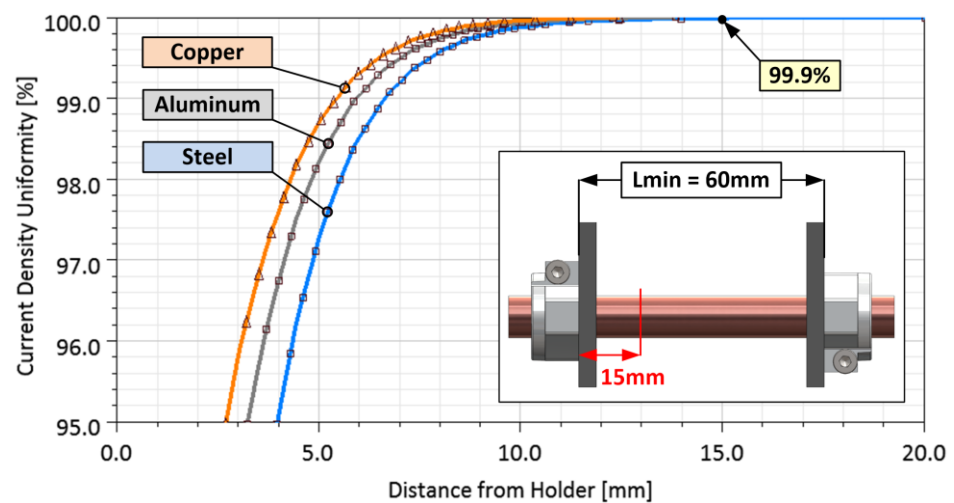 100.0
99.0
98.0
97.0
96.0
95.0
Current Density Uniformity [%]
Copper
Aluminum
Steel
99.9%
Lmin = 60mm
15mm
0.0
5.0
10.0
15.0
20.0
Distance from Holder [mm]